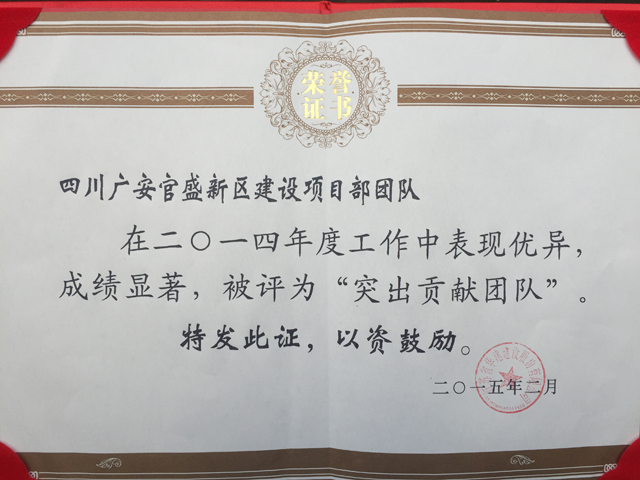 荣誉
证书
四川广安官盛新区建设项目部团队
在二〇一四年度工作中表现优异，
成绩显著，被评为“突出贡献团队”。
特发此证，以资鼓励。
二〇一五年二月